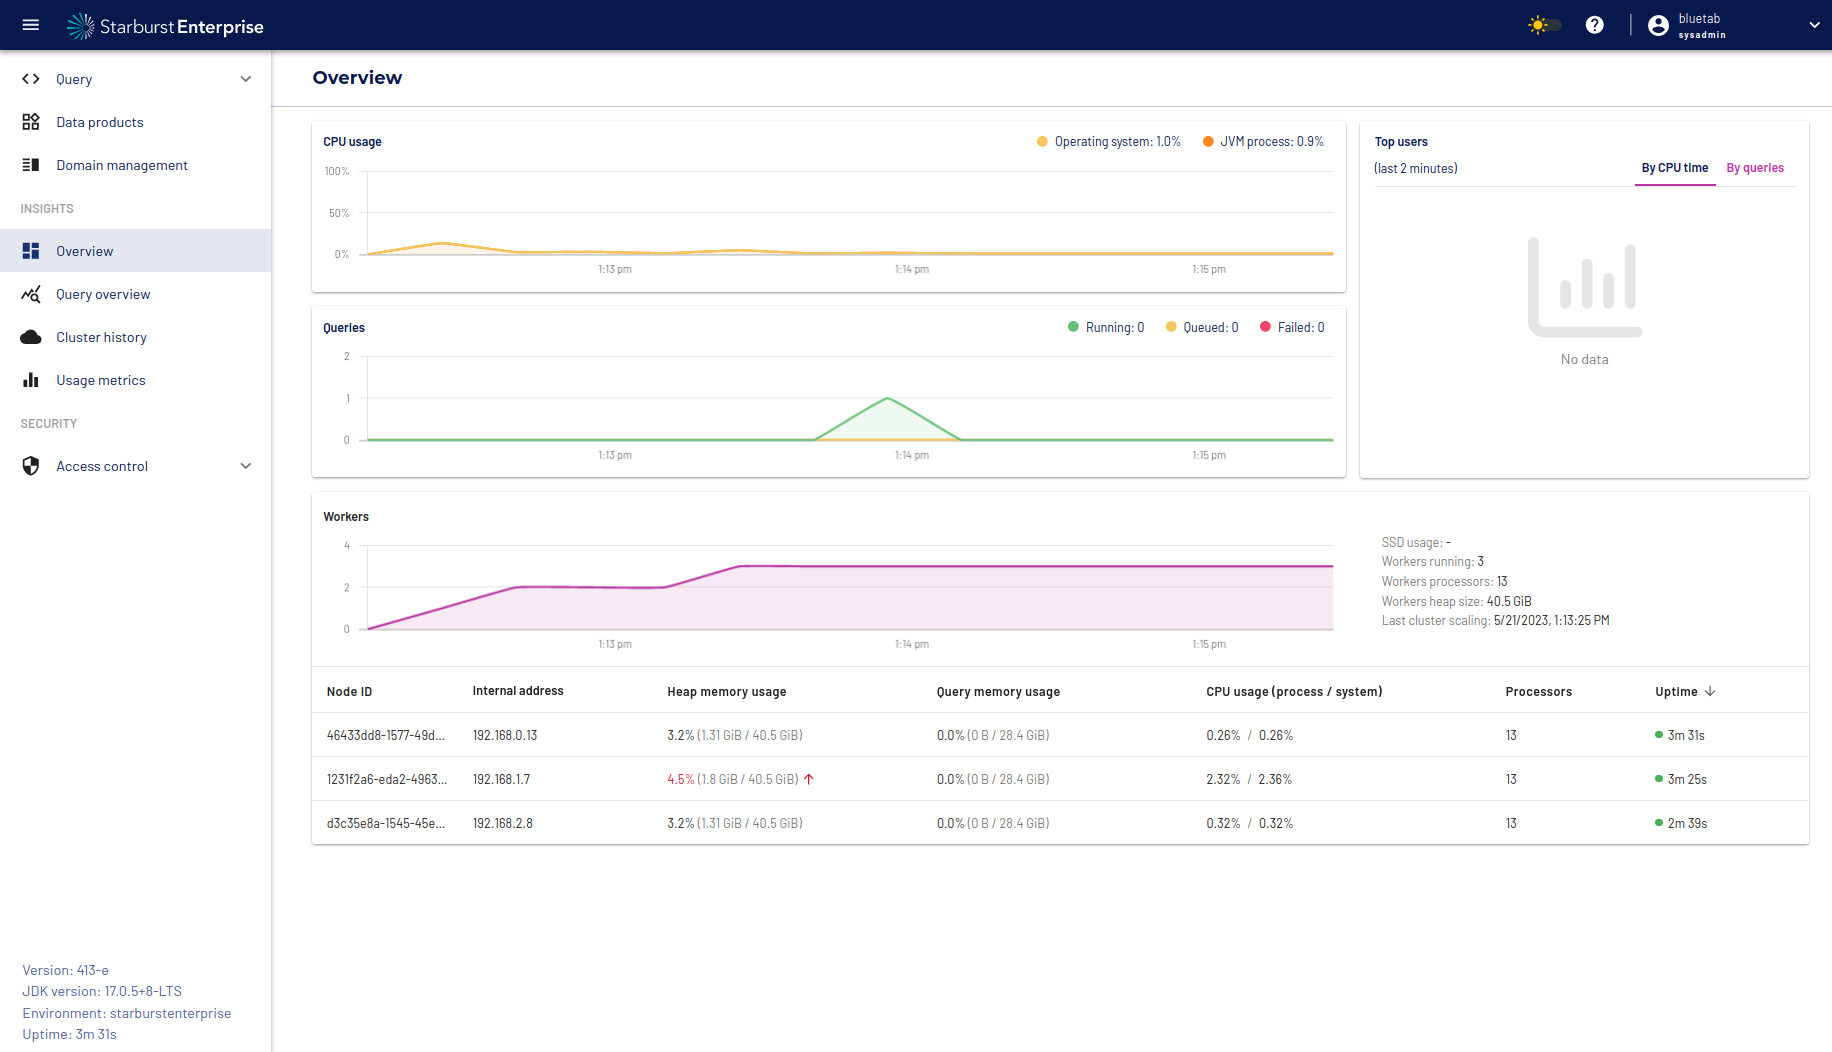 Starburst Enterprise
bluetab
sysadmin
Query
Data products
Domain management
INSIGHTS
Overview
Query overview
Cluster history
Usage metrics
SECURITY
Access control
Version: 413-e
JDK version: 17.0.5+8-LTS
Environment: starburstenterprise
Uptime: 3m 31s
Overview
CPU usage
Operating system: 1.0% JVM process: 0.9%
100%
50%
0%
1:13 pm 1:14 pm 1:15 pm
Queries
Running: 0 Queued: 0 Failed: 0
2
1
0
1:13 pm 1:14 pm 1:15 pm
Top users
(last 2 minutes) By CPU time By queries
No data
Workers
4
2
0
1:13 pm 1:14 pm 1:15 pm
SSD usage: -
Workers running: 3
Workers processors: 13
Workers heap size: 40.5 GiB
Last cluster scaling: 5/21/2023, 1:13:25 PM
Node ID Internal address Heap memory usage Query memory usage CPU usage (process / system) Processors Uptime
46433dd8-1577-49d... 192.168.0.13 3.2% (1.31 GiB / 40.5 GiB) 0.0% (0 B / 28.4 GiB) 0.26% / 0.26% 13 3m 31s
1231f2a6-eda2-4963... 192.168.1.7 4.5% (1.8 GiB / 40.5 GiB) 0.0% (0 B / 28.4 GiB) 2.32% / 2.36% 13 3m 25s
d3c35e8a-1545-45e... 192.168.2.8 3.2% (1.31 GiB / 40.5 GiB) 0.0% (0 B / 28.4 GiB) 0.32% / 0.32% 13 2m 39s